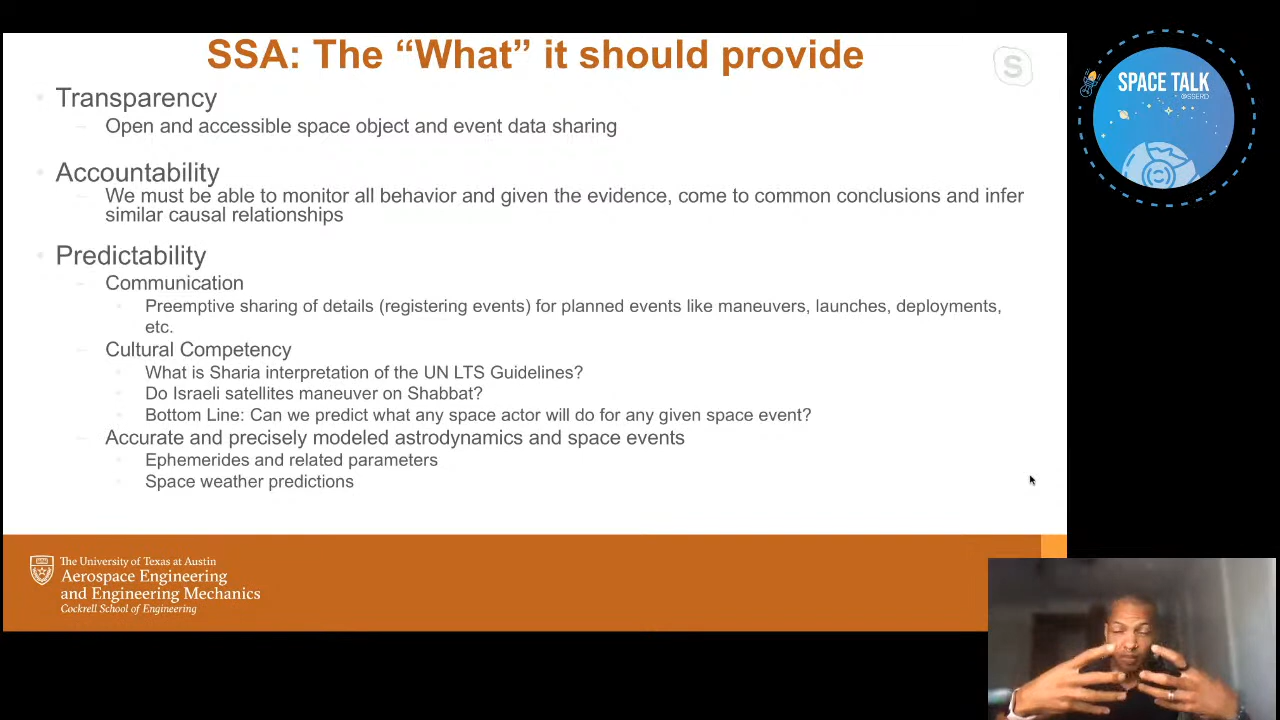 SSA: The “What” it should provide
Transparency
Open and accessible space object and event data sharing
Accountability
We must be able to monitor all behavior and given the evidence, come to common conclusions and infer
similar causal relationships
Predictability
Communication
Preemptive sharing of details (registering events) for planned events like maneuvers, launches, deployments,
etc.
Cultural Competency
What is Sharia interpretation of the UN LTS Guidelines?
Do Israeli satellites maneuver on Shabbat?
Bottom Line: Can we predict what any space actor will do for any given space event?
Accurate and precisely modeled astrodynamics and space events
Ephemerides and related parameters
Space weather predictions
The University of Texas at Austin
Aerospace Engineering
and Engineering Mechanics
Cockrell School of Engineering
S
SPACE TALK
@SSERD